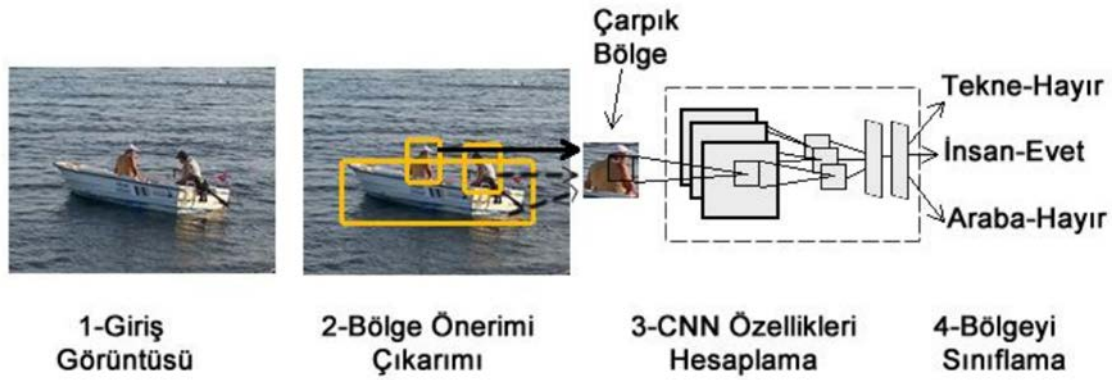 Çarpık
Bölge
Tekne-Hayır
İnsan-Evet
Araba-Hayır
1-Giriş
Görüntüsü
2-Bölge Önerimi
Çıkarımı
3-CNN Özellikleri
Hesaplama
4-Bölgeyi
Sınıflama